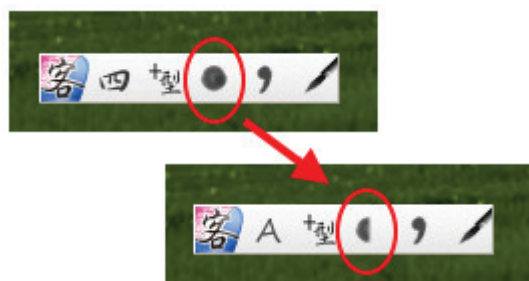 客 四 +型 ● ,
客 A +型 ◖ ,